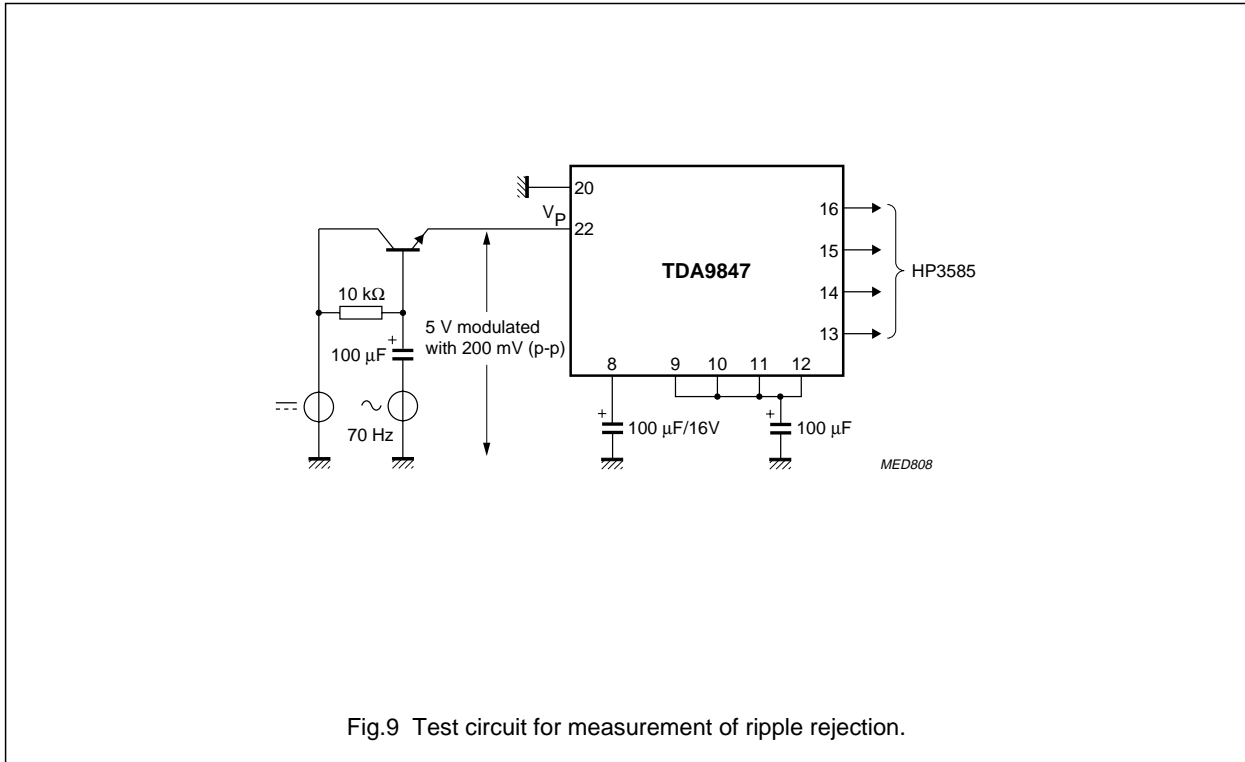 20
V_P
22
TDA9847
16
15
14
13
HP3585
10 kΩ
5 V modulated
with 200 mV (p-p)
+
100 μF
70 Hz
8
9
10
11
12
+
100 μF/16V
+
100 μF
MED808
Fig.9 Test circuit for measurement of ripple rejection.